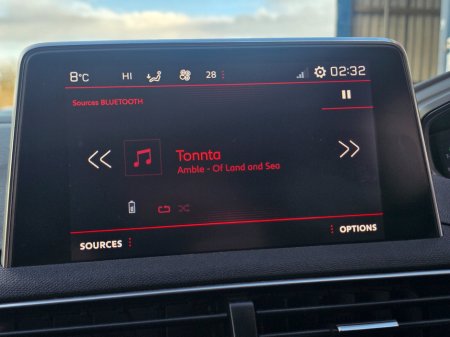 8°C HI 28 02:32
Sources BLUETOOTH
Tonnta
Amble - Of Land and Sea
SOURCES OPTIONS